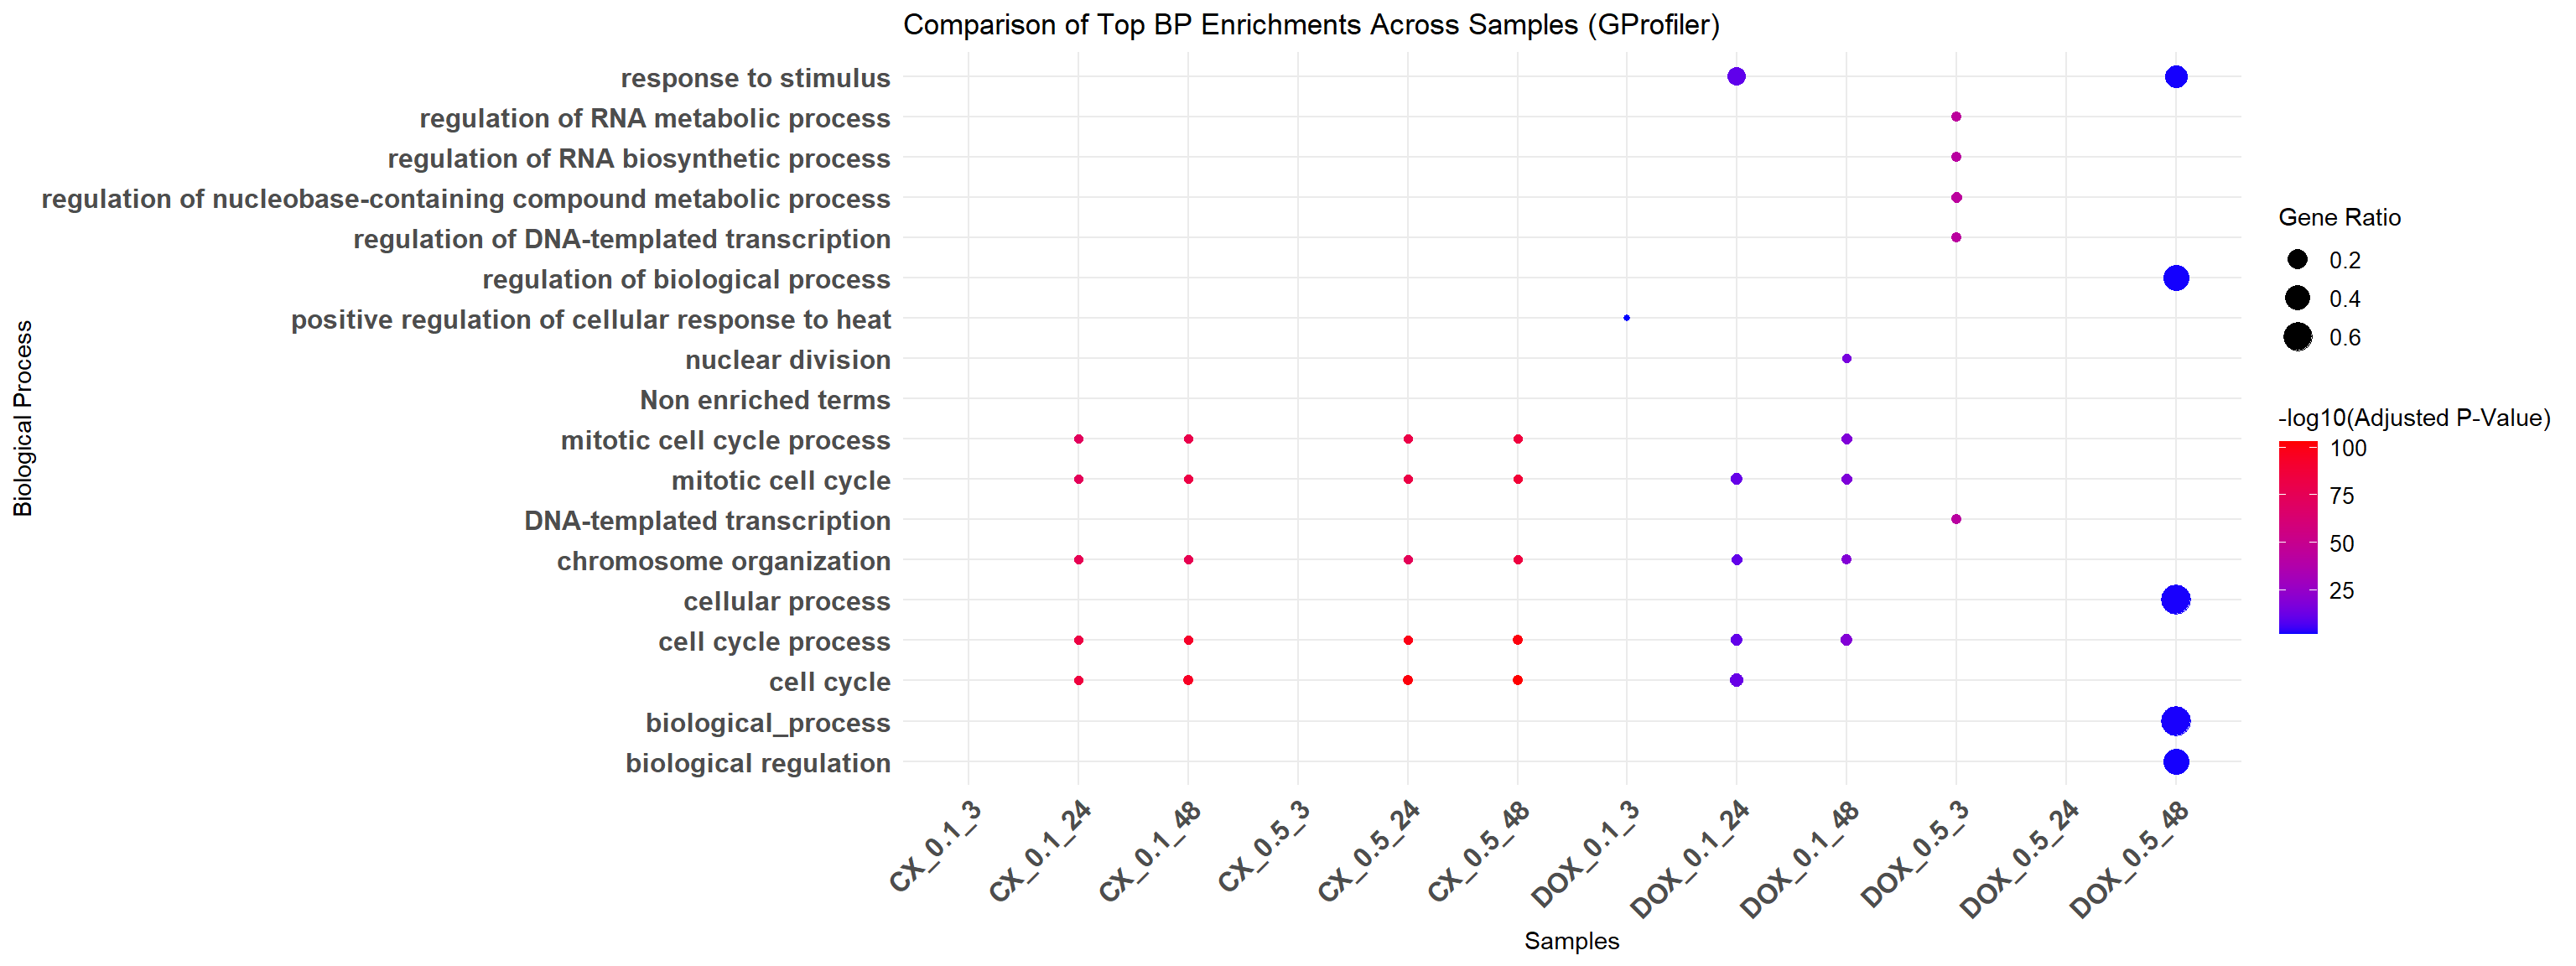 Comparison of Top BP Enrichments Across Samples (GProfiler)
Biological Process
response to stimulus
regulation of RNA metabolic process
regulation of RNA biosynthetic process
regulation of nucleobase-containing compound metabolic process
regulation of DNA-templated transcription
regulation of biological process
positive regulation of cellular response to heat
nuclear division
Non enriched terms
mitotic cell cycle process
mitotic cell cycle
DNA-templated transcription
chromosome organization
cellular process
cell cycle process
cell cycle
biological_process
biological regulation
CX_0.1_3
CX_0.1_24
CX_0.1_48
CX_0.5_3
CX_0.5_24
CX_0.5_48
DOX_0.1_3
DOX_0.1_24
DOX_0.1_48
DOX_0.5_3
DOX_0.5_24
DOX_0.5_48
Samples
Gene Ratio
0.2
0.4
0.6
-log10(Adjusted P-Value)
100
75
50
25